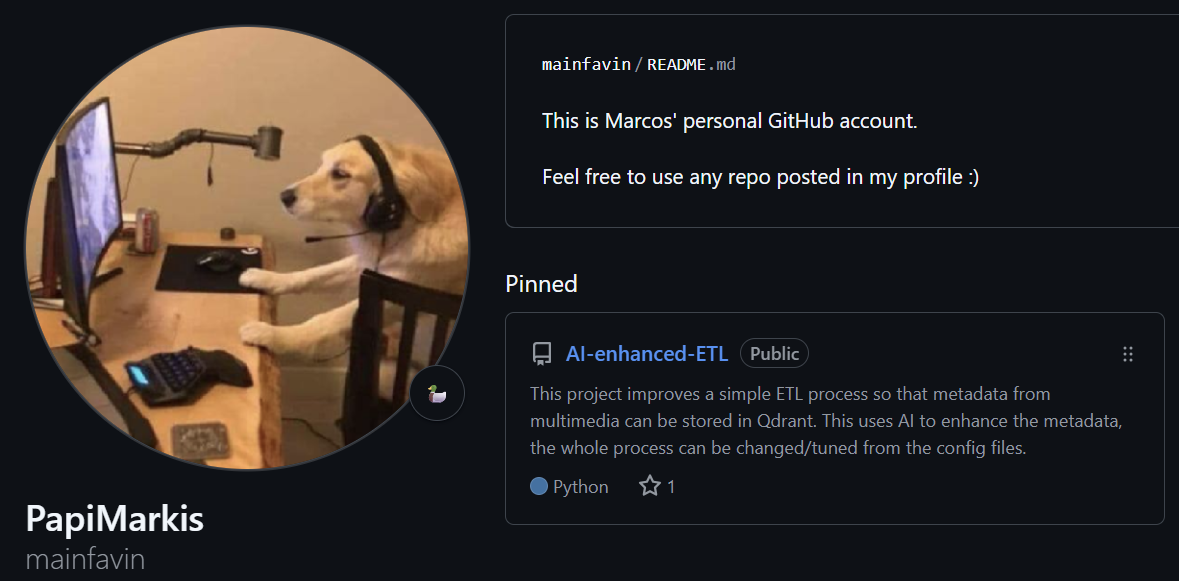 mainfavin/README.md
This is Marcos' personal GitHub account.
Feel free to use any repo posted in my profile :)
Pinned
AI-enhanced-ETL Public
This project improves a simple ETL process so that metadata from
multimedia can be stored in Qdrant. This uses AI to enhance the metadata,
the whole process can be changed/tuned from the config files.
Python 1
PapiMarkis
mainfavin